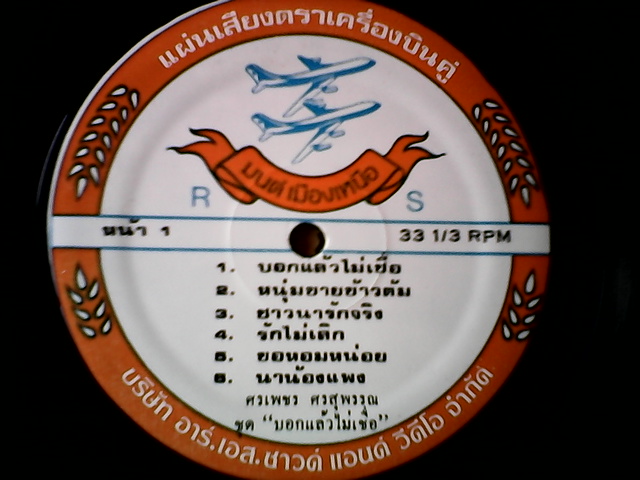 แผ่นเสียงตราเครื่องบินคู่
มนต์เมืองเหนือ
R S
หน้า 1 33 1/3 RPM
1. บอกแล้วไม่เชื่อ
2. หนุ่มขายข้าวต้ม
3. ชาวนารักจริง
4. รักไม่เดิก
5. ขอหอมหน่อย
6. นาน้องแพง
ศรเพชร ศรสุพรรณ
ชุด "บอกแล้วไม่เชื่อ"
บริษัท อาร์.เอส.ซาวด์ แอนด์ วีดีโอ จำกัด